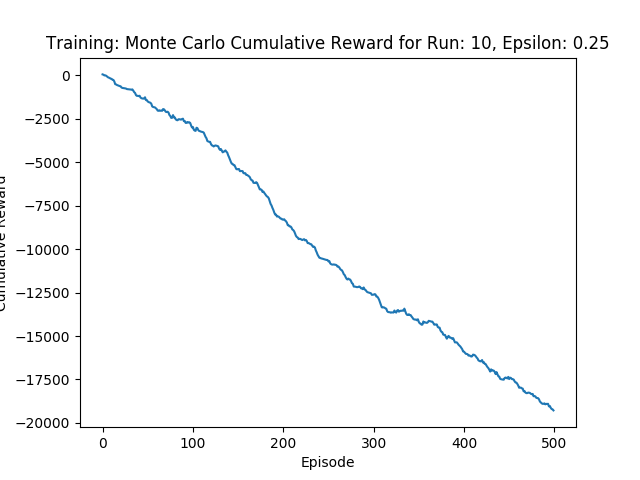 Training: Monte Carlo Cumulative Reward for Run: 10, Epsilon: 0.25
0
−2500
−5000
−7500
−10000
−12500
−15000
−17500
−20000
Cumulative Reward
0 100 200 300 400 500
Episode